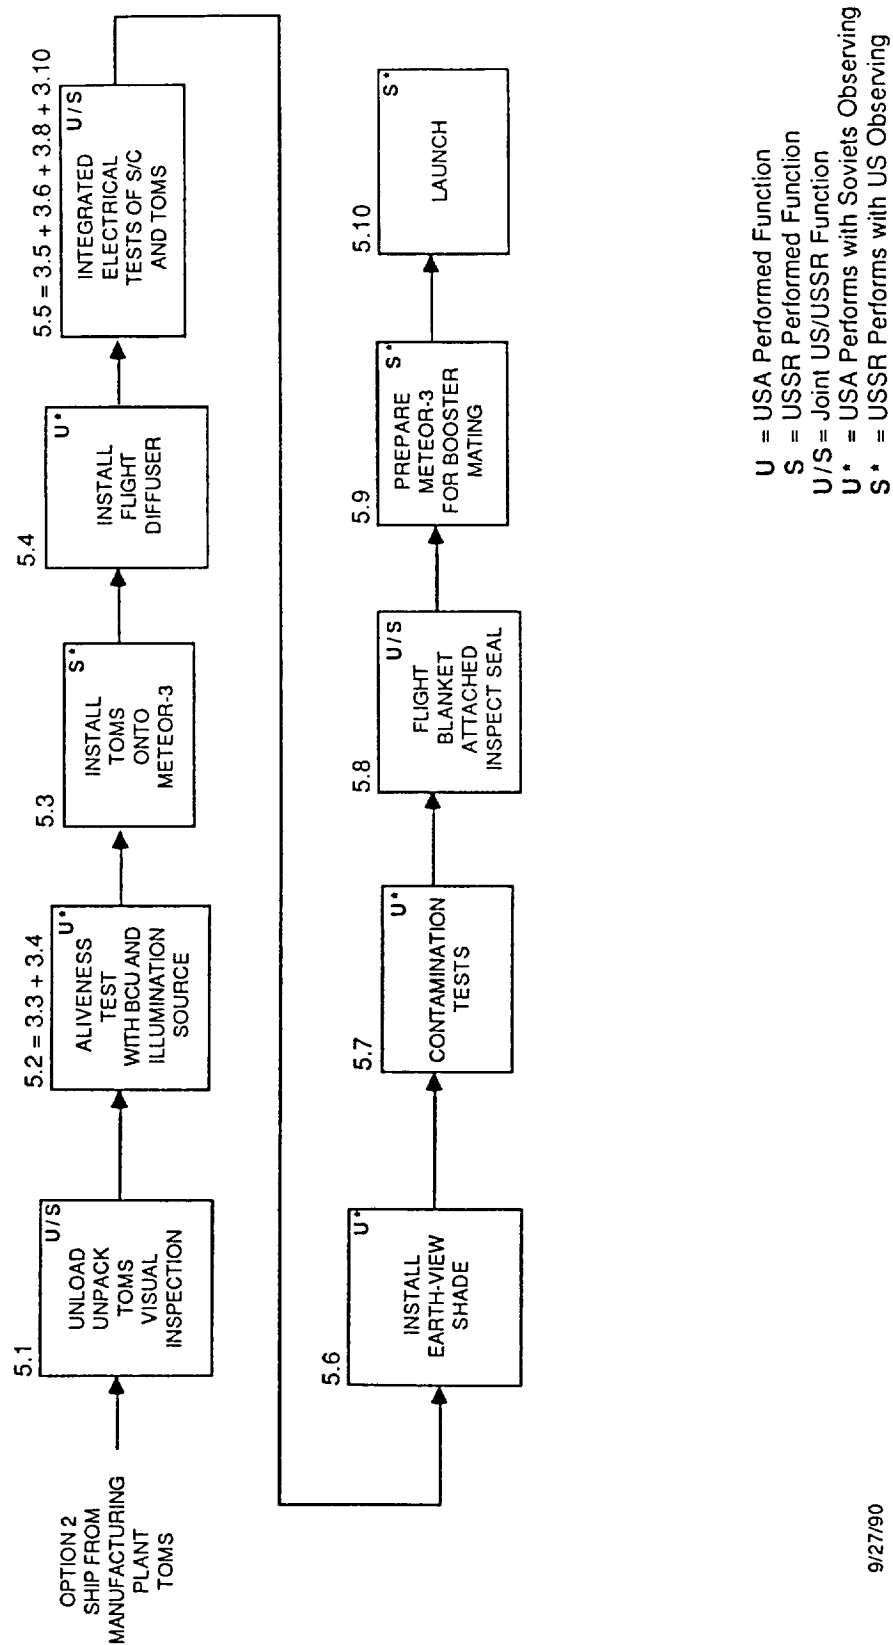 OPTION 2
SHIP FROM
MANUFACTURING
PLANT
TOMS
5.1
U/S
UNLOAD
UNPACK
TOMS
VISUAL
INSPECTION
5.2 = 3.3 + 3.4
U*
ALIVENESS
TEST
WITH BCU AND
ILLUMINATION
SOURCE
5.3
S*
INSTALL
TOMS
ONTO
METEOR-3
5.4
U*
INSTALL
FLIGHT
DIFFUSER
5.5 = 3.5 + 3.6 + 3.8 + 3.10
U/S
INTEGRATED
ELECTRICAL
TESTS OF S/C
AND TOMS
5.6
U*
INSTALL
EARTH-VIEW
SHADE
5.7
U*
CONTAMINATION
TESTS
5.8
U/S
FLIGHT
BLANKET
ATTACHED
INSPECT SEAL
5.9
S*
PREPARE
METEOR-3
FOR BOOSTER
MATING
5.10
S*
LAUNCH
U = USA Performed Function
S = USSR Performed Function
U/S = Joint US/USSR Function
U* = USA Performs with Soviets Observing
S* = USSR Performs with US Observing
9/27/90